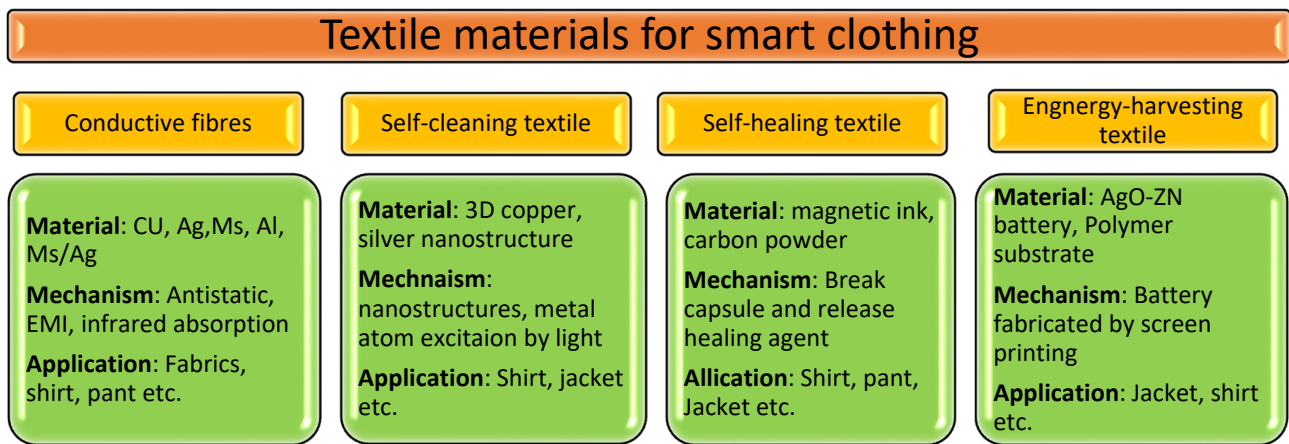 Textile materials for smart clothing
Conductive fibres
Material: CU, Ag,Ms, Al,
Ms/Ag
Mechanism: Antistatic,
EMI, infrared absorption
Application: Fabrics,
shirt, pant etc.
Self-cleaning textile
Material: 3D copper,
silver nanostructure
Mechnaism:
nanostructures, metal
atom excitaion by light
Application: Shirt, jacket
etc.
Self-healing textile
Material: magnetic ink,
carbon powder
Mechanism: Break
capsule and release
healing agent
Allication: Shirt, pant,
Jacket etc.
Engnergy-harvesting
textile
Material: AgO-ZN
battery, Polymer
substrate
Mechanism: Battery
fabricated by screen
printing
Application: Jacket, shirt
etc.